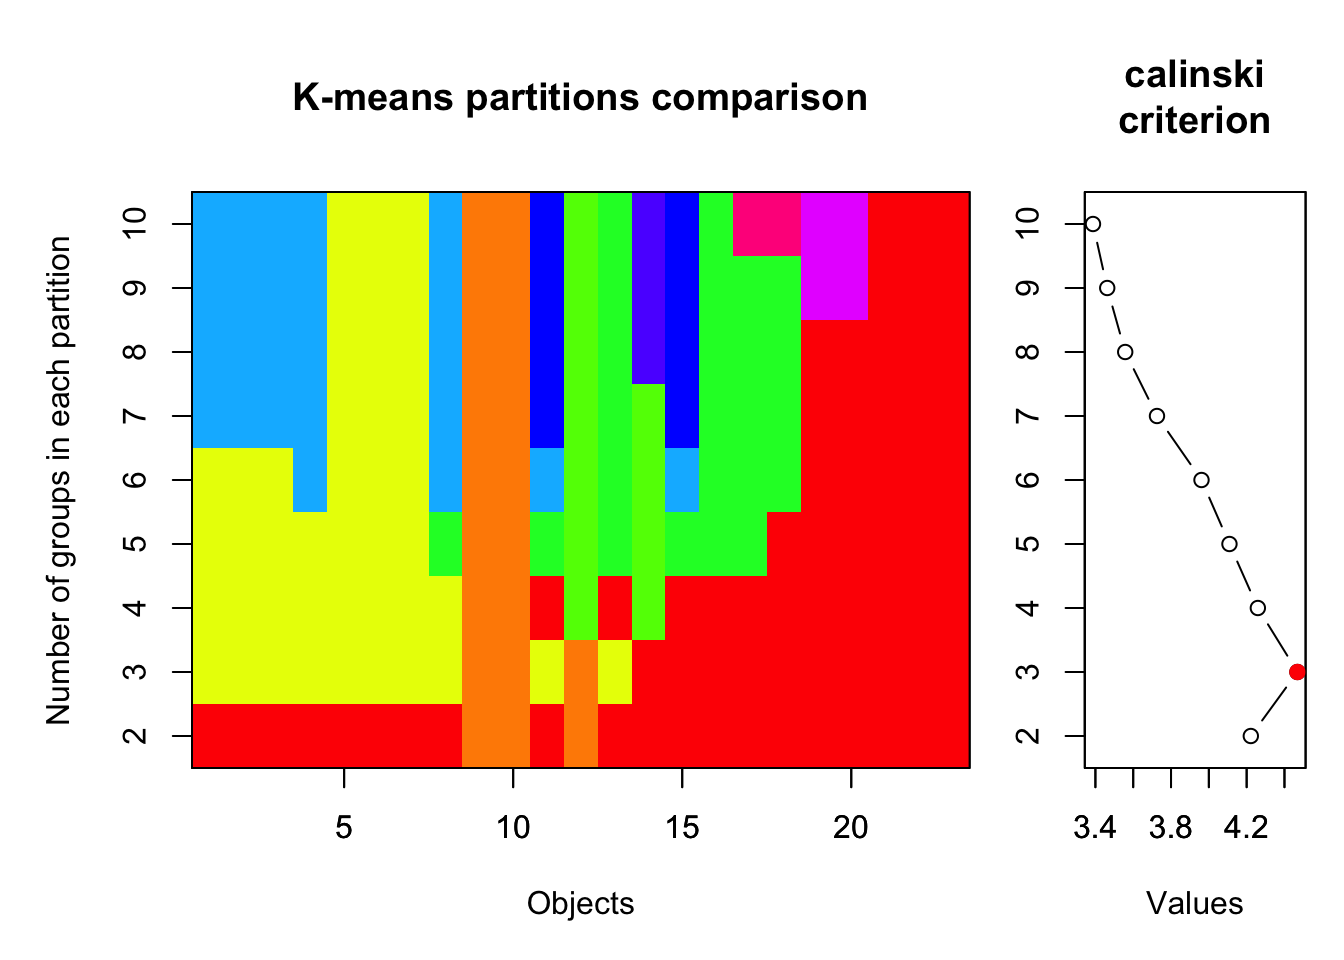 K-means partitions comparison
Number of groups in each partition
10
9
8
7
6
5
4
3
2
5 10 15 20
Objects
calinski
criterion
10
9
8
7
6
5
4
3
2
3.4 3.8 4.2
Values